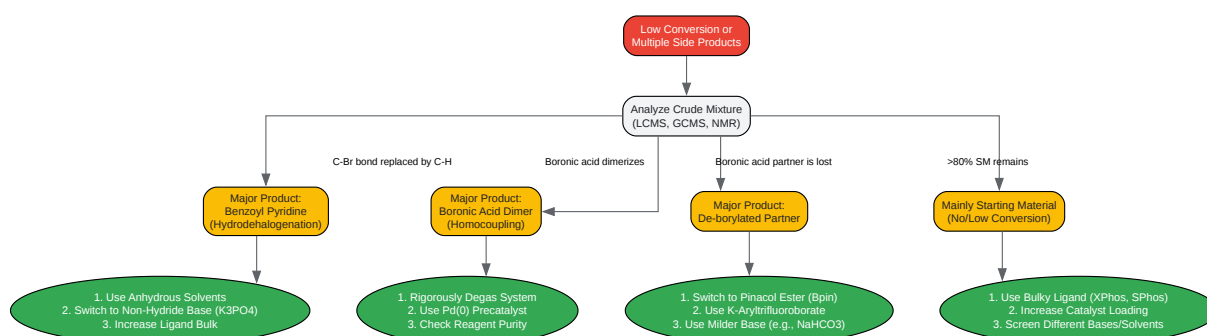 Low Conversion or
Multiple Side Products
Analyze Crude Mixture
(LCMS, GCMS, NMR)
C-Br bond replaced by C-H
Boronic acid dimerizes
Boronic acid partner is lost
>80% SM remains
Major Product:
Benzoyl Pyridine
(Hydrodehalogenation)
Major Product:
Boronic Acid Dimer
(Homocoupling)
Major Product:
De-borylated Partner
Mainly Starting Material
(No/Low Conversion)
1. Use Anhydrous Solvents
2. Switch to Non-Hydride Base (K3PO4)
3. Increase Ligand Bulk
1. Rigorously Degas System
2. Use Pd(0) Precatalyst
3. Check Reagent Purity
1. Switch to Pinacol Ester (Bpin)
2. Use K-Aryltrifluoroborate
3. Use Milder Base (e.g., NaHCO3)
1. Use Bulky Ligand (XPhos, SPhos)
2. Increase Catalyst Loading
3. Screen Different Bases/Solvents